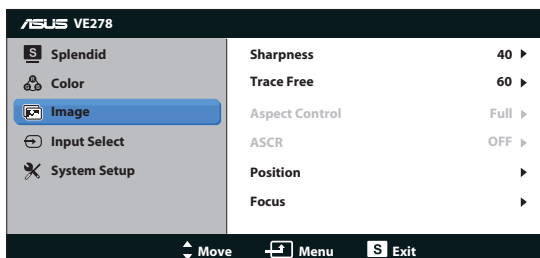 ASUS VE278
S Splendid
Color
Image
Input Select
System Setup
Sharpness 40
Trace Free 60
Aspect Control Full
ASCR OFF
Position
Focus
Move Menu S Exit